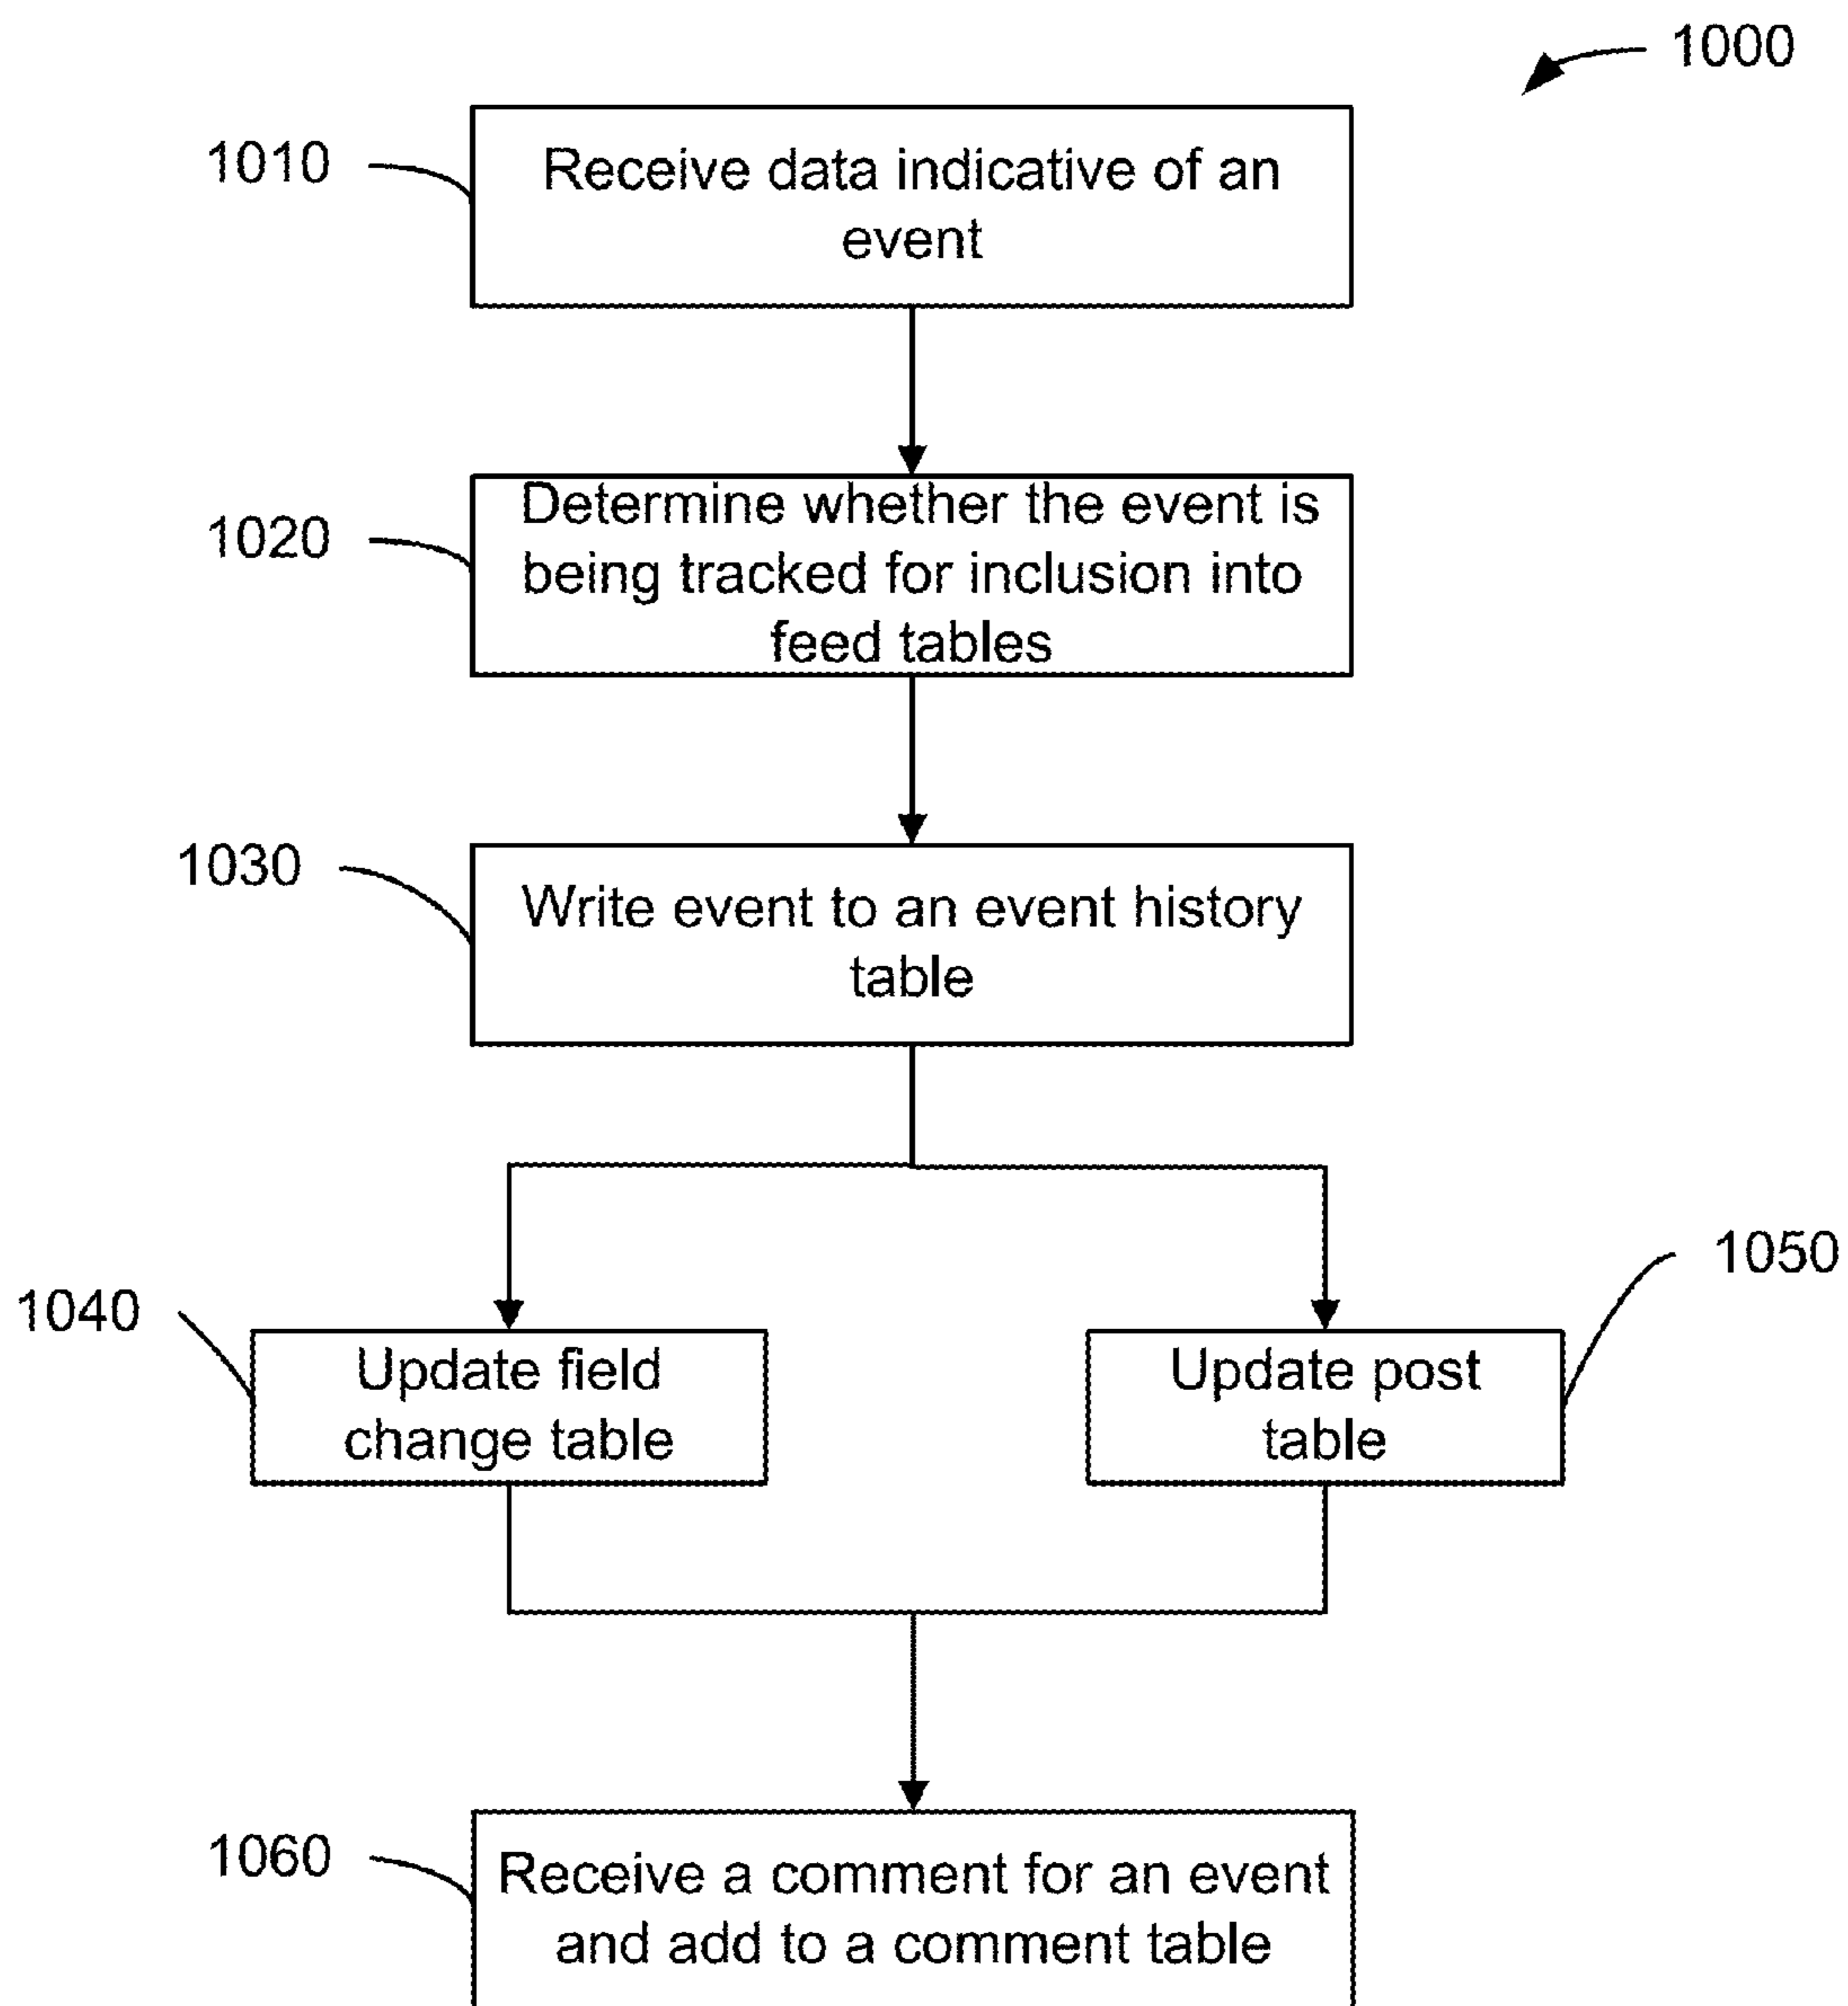 1000
1010
Receive data indicative of an
event
1020
Determine whether the event is
being tracked for inclusion into
feed tables
1030
Write event to an event history
table
1040
Update field
change table
1050
Update post
table
1060
Receive a comment for an event
and add to a comment table